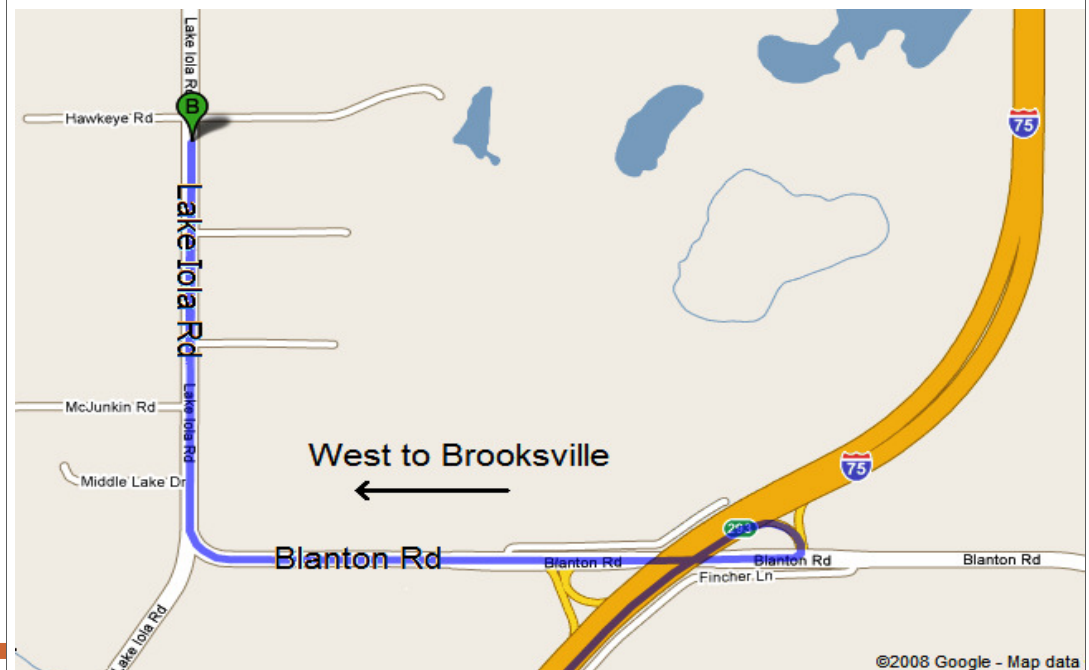 Lake Iola Rd
B
Hawkeye Rd
75
Lake Iola Rd
Lake Iola Rd
McJunkin Rd
West to Brooksville
75
Middle Lake Dr
293
Blanton Rd
Blanton Rd
Blanton Rd
Blanton Rd
Fincher Ln
Lake Iola Rd
©2008 Google - Map data